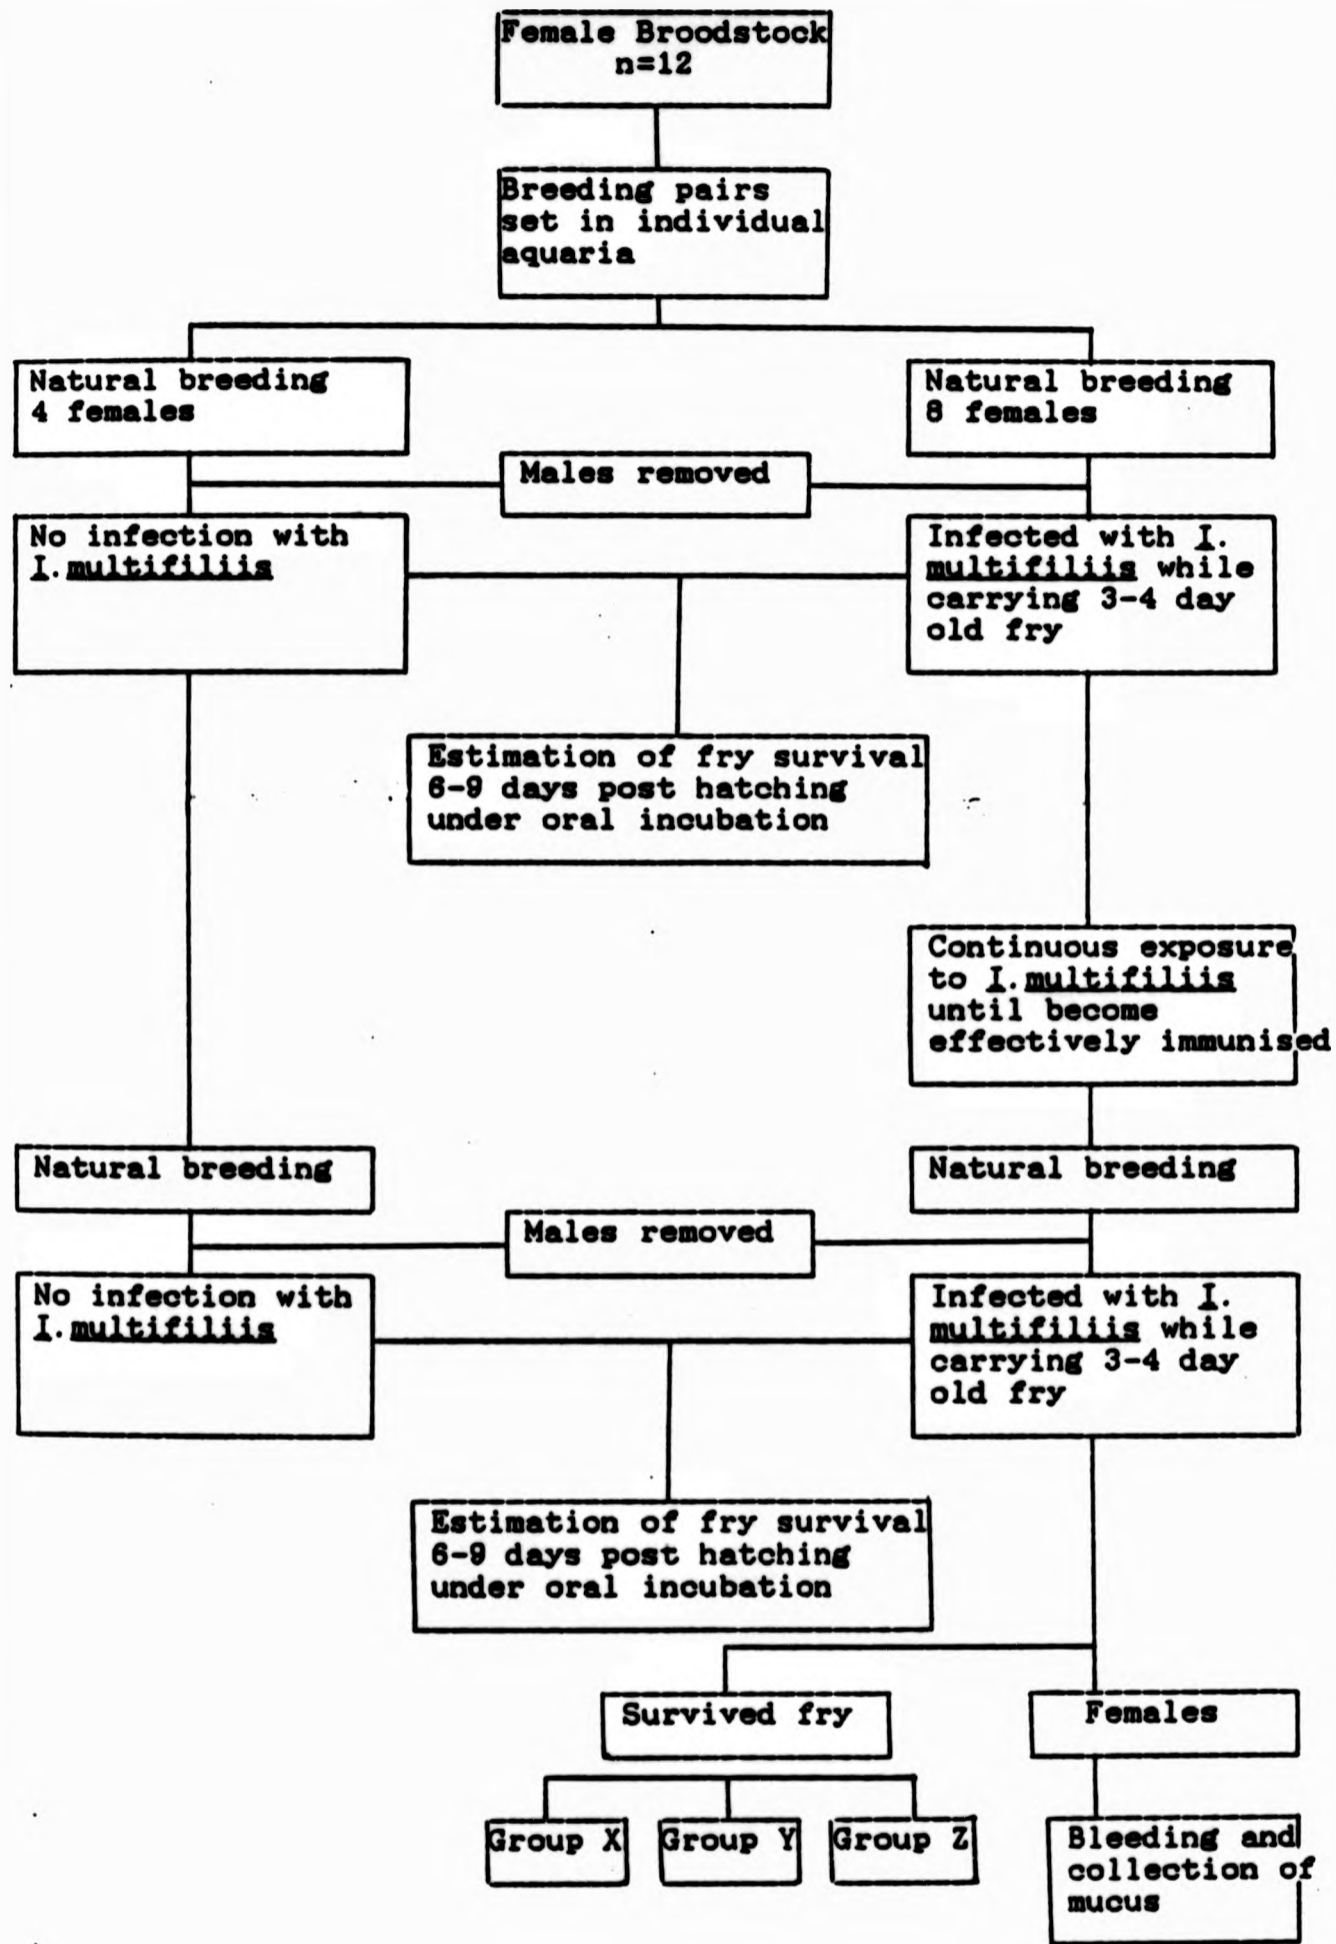 Female Broodstock
n=12
Breeding pairs
set in individual
aquaria
Natural breeding
4 females
Natural breeding
8 females
Males removed
No infection with
I.multifiliis
Infected with I.
multifiliis while
carrying 3-4 day
old fry
Estimation of fry survival
6-9 days post hatching
under oral incubation
Continuous exposure
to I.multifiliis
until become
effectively immunised
Natural breeding
Natural breeding
Males removed
No infection with
I.multifiliis
Infected with I.
multifiliis while
carrying 3-4 day
old fry
Estimation of fry survival
6-9 days post hatching
under oral incubation
Survived fry
Females
Group X
Group Y
Group Z
Bleeding and
collection of
mucus